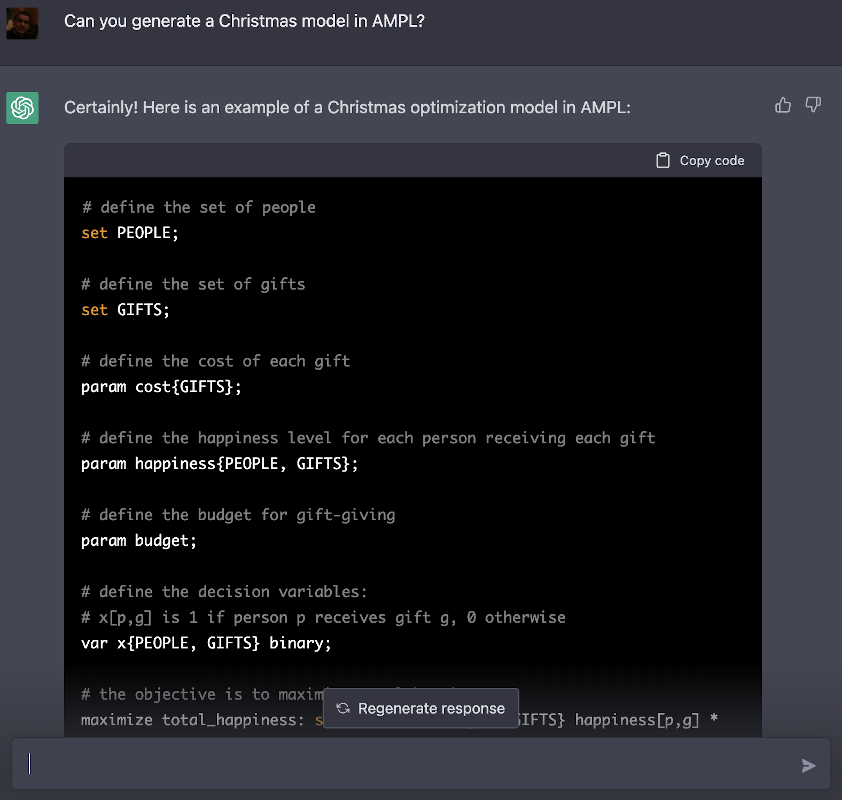 Can you generate a Christmas model in AMPL?
Certainly! Here is an example of a Christmas optimization model in AMPL:
Copy code
# define the set of people
set PEOPLE;
# define the set of gifts
set GIFTS;
# define the cost of each gift
param cost{GIFTS};
# define the happiness level for each person receiving each gift
param happiness{PEOPLE, GIFTS};
# define the budget for gift-giving
param budget;
# define the decision variables:
# x[p,g] is 1 if person p receives gift g, 0 otherwise
var x{PEOPLE, GIFTS} binary;
# the objective is to
Regenerate response
maximize total_happiness: GIFTS} happiness[p,g] *